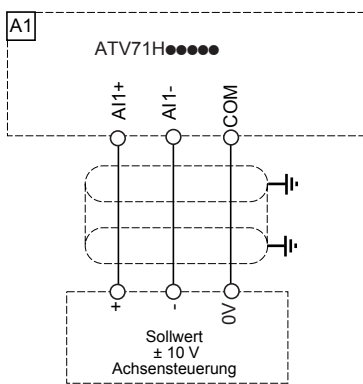 A1
ATV71H●●●●●
AI1+
AI1-
COM
+
-
0V
Sollwert
± 10 V
Achsensteuerung